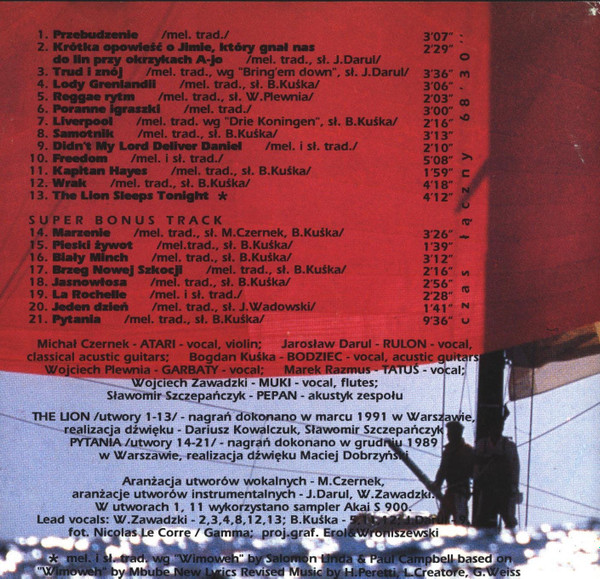 1. Przebudzenie /mel. trad./ 3'07"
2. Krótka opowieść o Jimie, który gnał nas 2'29"
do lin przy okrzykach A-jo /mel. trad., sł. J.Darul/
3. Trud i znój /mel. trad., wg "Bring'em down", sł. J.Darul/ 3'36"
4. Lody Grenlandii /mel. trad., sł. B.Kuśka/ 3'06"
5. Reggae rytm /mel. trad., sł. W.Plewnia/ 2'03"
6. Poranne igraszki /mel. trad./ 3'00"
7. Liverpool /mel. trad. wg "Drie Koningen", sł. B.Kuśka/ 2'16"
8. Samotnik /mel. trad., sł. B.Kuśka/ 3'13"
9. Didn't My Lord Deliver Daniel /mel. i sł. trad./ 2'10"
10. Freedom /mel. i sł. trad./ 5'08"
11. Kapitan Hayes /mel. trad., sł. B.Kuśka/ 1'59"
12. Wrak /mel. trad., sł. B.Kuśka/ 4'18"
13. The Lion Sleeps Tonight * 4'12"
SUPER BONUS TRACK
14. Marzenie /mel. trad., sł. M.Czernek, B.Kuśka/ 3'26"
15. Pieski żywot /mel.trad., sł. B.Kuśka/ 1'39"
16. Biały Minch /mel. trad., sł. B.Kuśka/ 3'12"
17. Brzeg Nowej Szkocji /mel. trad., sł. B.Kuśka/ 2'16"
18. Jasnowłosa /mel. trad., sł. B.Kuśka/ 2'56"
19. La Rochelle /mel. i sł. trad./ 2'28"
20. Jeden dzień /mel. trad., sł. J.Wadowski/ 1'41"
21. Pytania /mel. trad., sł. B.Kuśka/ 9'36"
czas łączny 68.30.
Michał Czernek - ATARI - vocal, violin; Jarosław Darul - RULON - vocal,
classical acustic guitars; Bogdan Kuśka - BODZIEC - vocal, acustic guitars
Wojciech Plewnia - GARBATY - vocal; Marek Razmus - TATUŚ - vocal;
Wojciech Zawadzki - MUKI - vocal, flutes;
Sławomir Szczepańczyk - PEPAN - akustyk zespołu
THE LION /utwory 1-13/ - nagrań dokonano w marcu 1991 w Warszawie,
realizacja dźwięku - Dariusz Kowalczuk, Sławomir Szczepańczyk
PYTANIA /utwory 14-21/ - nagrań dokonano w grudniu 1989
w Warszawie, realizacja dźwięku Maciej Dobrzyński
Aranżacja utworów wokalnych - M.Czernek,
aranżacje utworów instrumentalnych - J.Darul, W.Zawadzki.
W utworach 1, 11 wykorzystano sampler Akai S 900.
Lead vocals: W.Zawadzki - 2,3,4,8,12,13; B.Kuśka - 5,11,12; J.Darul
fot. Nicolas Le Corre / Gamma; proj.graf. Erol&Wroniszewski
* mel. i sł. trad. wg "Wimoweh" by Salomon Linda & Paul Campbell based on
"Wimoweh" by Mbube New Lyrics Revised Music by H.Peretti, L.Creatore, G.Weiss